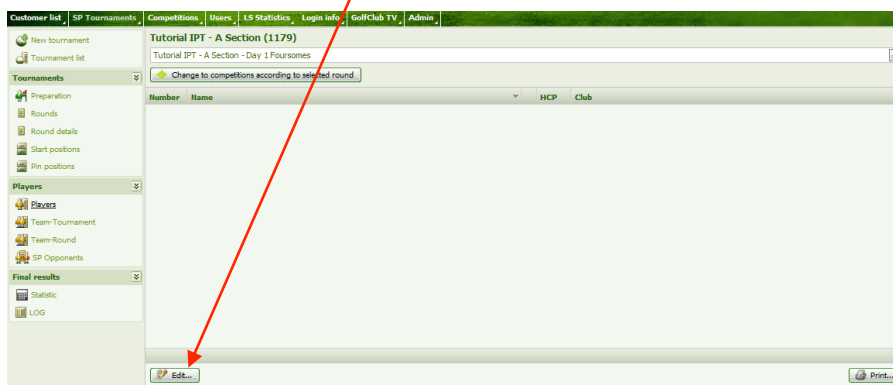 Customer list SP Tournaments Competitions Users LS Statistics Login info GolfClub TV Admin
New tournament
Tournament list
Tournaments
Preparation
Rounds
Round details
Start positions
Pin positions
Players
Players
Team-Tournament
Team-Round
SP Opponents
Final results
Statistic
LOG
Tutorial IPT - A Section (1179)
Tutorial IPT - A Section - Day 1 Foursomes
Change to competitions according to selected round
Number Name HCP Club
Edit... Print...